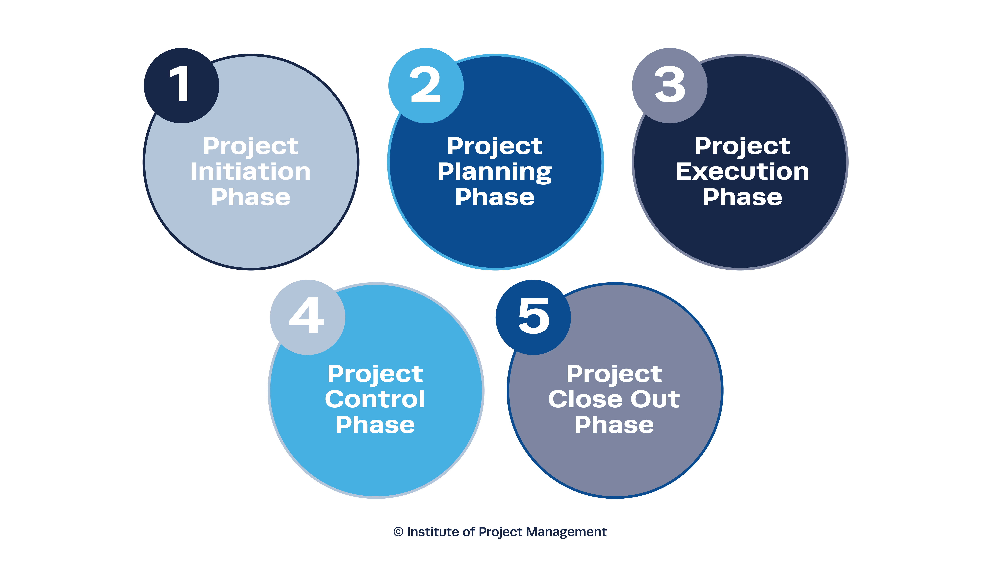 1
Project
Initiation
Phase
2
Project
Planning
Phase
3
Project
Execution
Phase
4
Project
Control
Phase
5
Project
Close Out
Phase
© Institute of Project Management